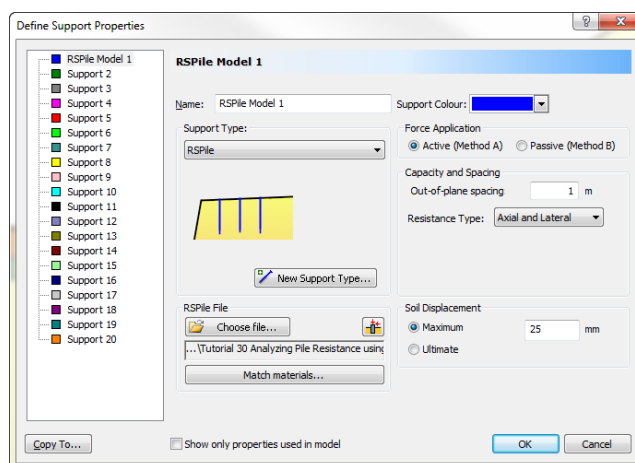 Define Support Properties
RSPile Model 1
Support 2
Support 3
Support 4
Support 5
Support 6
Support 7
Support 8
Support 9
Support 10
Support 11
Support 12
Support 13
Support 14
Support 15
Support 16
Support 17
Support 18
Support 19
Support 20
RSPile Model 1
Name: RSPile Model 1 Support Colour:
Support Type:
RSPile
New Support Type...
Force Application
Active (Method A) Passive (Method B)
Capacity and Spacing
Out-of-plane spacing: 1 m
Resistance Type: Axial and Lateral
RSPile File
Choose file...
...\Tutorial 30 Analyzing Pile Resistance using
Match materials...
Soil Displacement
Maximum 25 mm
Ultimate
Copy To... Show only properties used in model OK Cancel